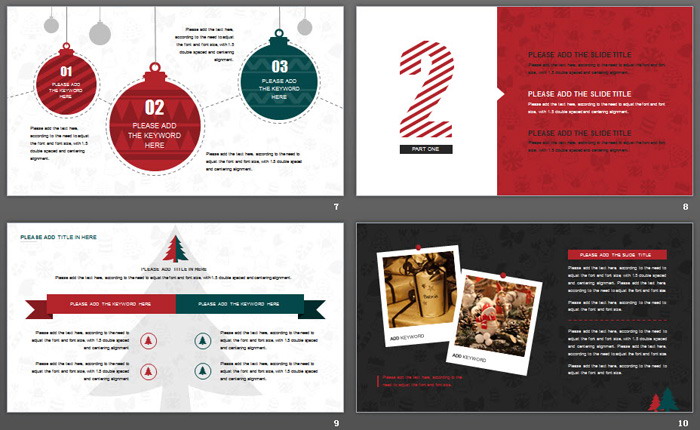 Please add the text here,
according to the need to
adjust the font and
font size, with 1.5
double spaced and centering
alignment.
01
PLEASE ADD
THE KEYWORD
HERE
02
PLEASE ADD
THE KEYWORD
HERE
03
PLEASE ADD
THE KEYWORD
HERE
Please add the text here,
according to the need to adjust
the font and font size, with 1.5
double spaced and centering
alignment.
Please add the text here, according to the need to
adjust the font and font size, with 1.5 double spaced
and centering alignment.
7
2
PART ONE
PLEASE ADD THE SLIDE TITLE
Please add the text here, according to the need to adjust the font and font
size, with 1.5 double spaced and centering alignment.
PLEASE ADD THE SLIDE TITLE
Please add the text here, according to the need to adjust the font and font
size, with 1.5 double spaced and centering alignment.
PLEASE ADD THE SLIDE TITLE
Please add the text here, according to the need to adjust the font and font
size, with 1.5 double spaced and centering alignment.
8
PLEASE ADD TITLE IN HERE
PLEASE ADD TITLE IN HERE
Please add the text here, according to the need to adjust the font and font size, with 1.5 double spaced and centering alignment.
PLEASE ADD THE KEYWORD HERE
PLEASE ADD THE KEYWORD HERE
Please add the text here, according to the need to
adjust the font and font size, with 1.5 double spaced
and centering alignment.
Please add the text here, according to the need to
adjust the font and font size, with 1.5 double spaced
and centering alignment.
Please add the text here, according to the need to
adjust the font and font size, with 1.5 double spaced
and centering alignment.
Please add the text here, according to the need to
adjust the font and font size, with 1.5 double spaced
and centering alignment.
9
ADD KEYWORD
ADD KEYWORD
Please add the text here, according to the
need to adjust the font and font size.
PLEASE ADD THE SLIDE TITLE
Please add the text here, according to the need to
adjust the font and font size, with 1.5 double spaced
and centering alignment. Please add the text here,
according to the need to adjust the font and font size.
Please add the text here, according to the need to
adjust the font and font size.
Please add the text here, according to the need to
adjust the font and font size, with 1.5 double spaced
and centering alignment. Please add the text here,
according to the need to adjust the font and font size
Please add the text here, according to the need to
adjust the font and font size.
10